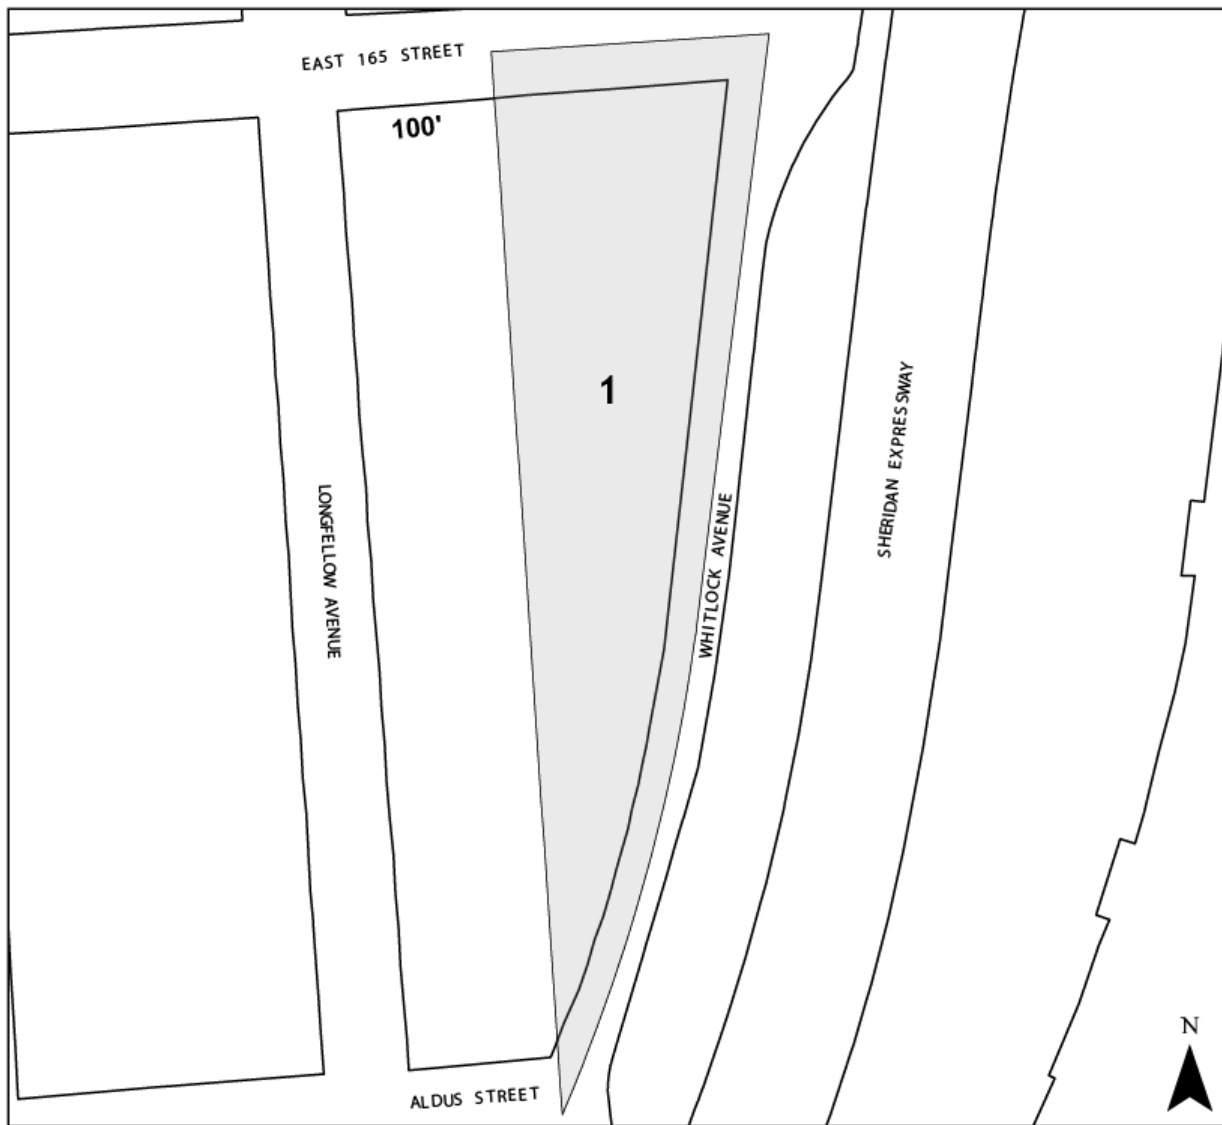 EAST 165 STREET
100'
1
LONGFELLOW AVENUE
WHITLOCK AVENUE
SHERIDAN EXPRESSWAY
ALDUS STREET
N